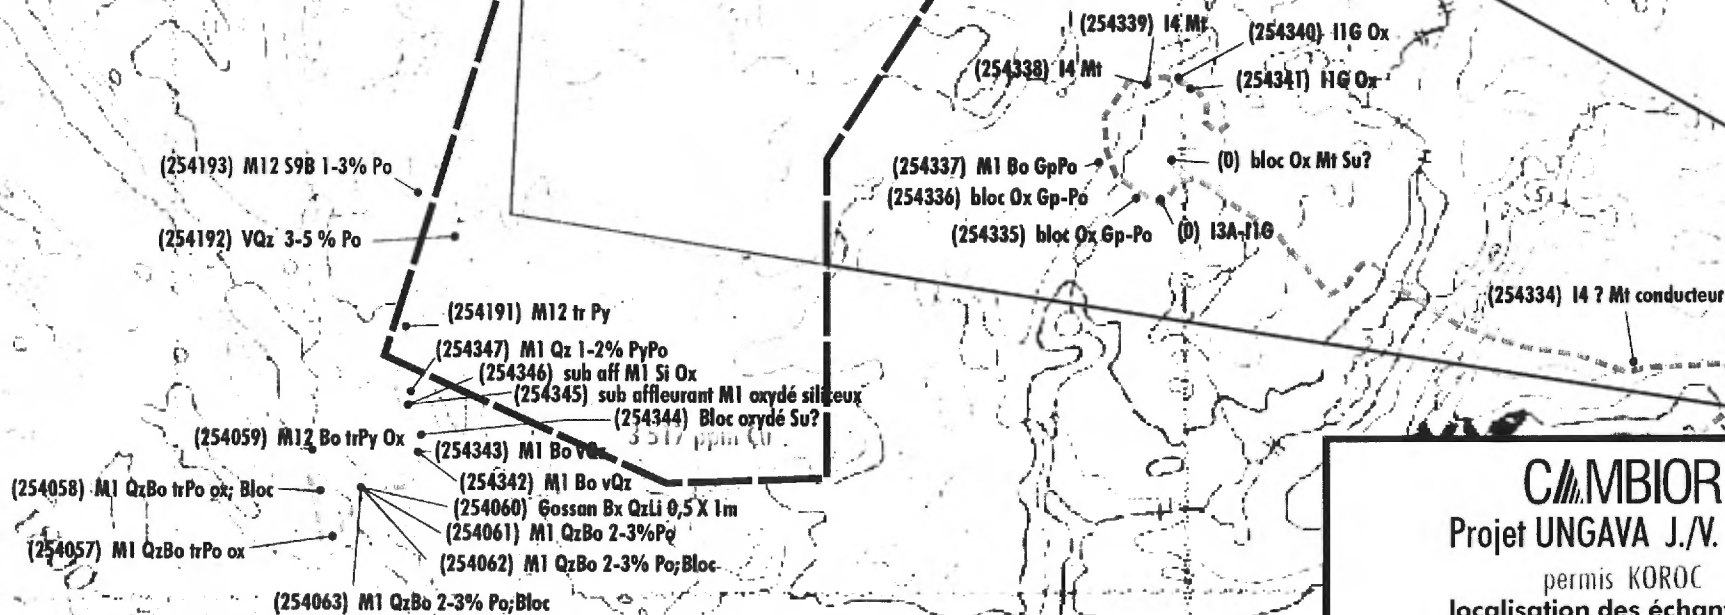 (254339) I4 Mt
(254340) I1G Ox
(254338) I4 Mt
(254341) I1G Ox
(254193) M12 S9B 1-3% Po
(254337) M1 Bo GpPo
(0) bloc Ox Mt Su?
(254336) bloc Ox Gp-Po
(254192) VQz 3-5 % Po
(254335) bloc Ox Gp-Po
(0) I3A-I1G
(254334) I4 ? Mt conducteur
(254191) M12 tr Py
(254347) M1 Qz 1-2% PyPo
(254346) sub aff M1 Si Ox
(254345) sub affleurant M1 oxydé siliceux
(254344) Bloc oxydé Su?
3 517 ppm Cu
(254059) M12 Bo trPy Ox
(254343) M1 Bo vQz
(254058) M1 QzBo trPo ox; Bloc
(254342) M1 Bo vQz
(254060) Gossan Bx QzLi 0,5 X 1m
(254061) M1 QzBo 2-3%Po
(254057) M1 QzBo trPo ox
(254062) M1 QzBo 2-3% Po;Bloc
(254063) M1 QzBo 2-3% Po;Bloc
CAMBIOR
Projet UNGAVA J./V.
permis KOROC
localisation des échan